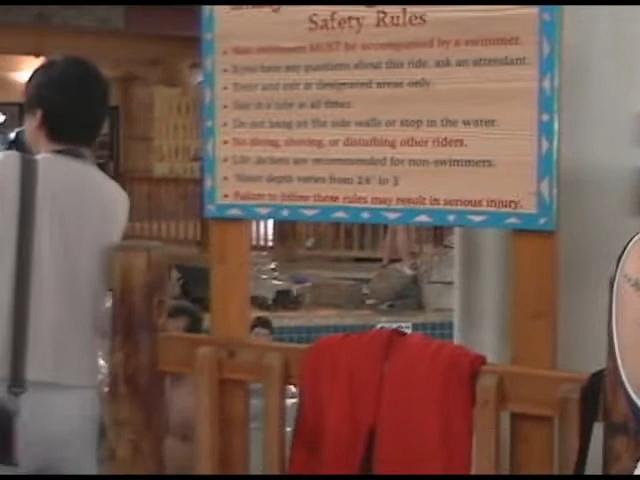 Safety Rules
• Non-swimmers MUST be accompanied by a swimmer.
• If you have any questions about this ride, ask an attendant.
• Enter and exit at designated areas only.
• Stay in tube at all times.
• Do not hang on the side walls or stop in the water.
• No diving, shoving, or disturbing other riders.
• Life Jackets are recommended for non-swimmers.
• Water depth varies from 2.6' to 3'
• Failure to follow these rules may result in serious injury.